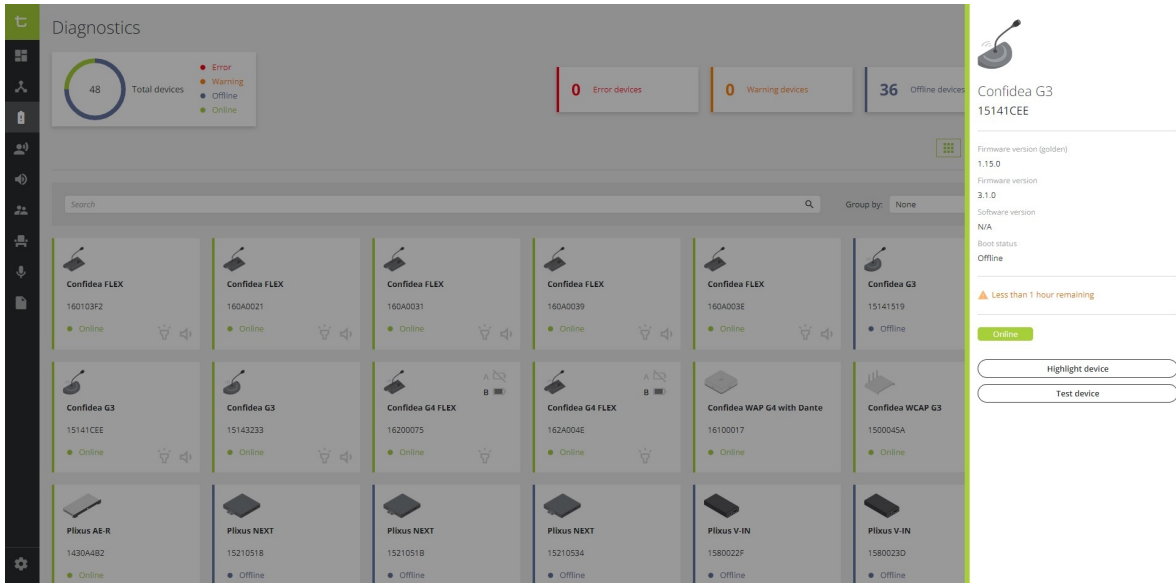 Diagnostics
48
Total devices
Error
Warning
Offline
Online
0 Error devices
0 Warning devices
36 Offline devices
Search
Group by: None
Confidea FLEX
160103F2
Online
Confidea FLEX
160A0021
Online
Confidea FLEX
160A0031
Online
Confidea FLEX
160A0039
Online
Confidea FLEX
160A003E
Online
Confidea G3
15141519
Offline
Confidea G3
15141CEE
Online
Confidea G3
15143233
Online
A
B
Confidea G4 FLEX
16200075
Online
A
B
Confidea G4 FLEX
162A004E
Online
Confidea WAP G4 with Dante
16100017
Online
Confidea WCAP G3
1500045A
Online
Plixus AE-R
1430A4B2
Online
Plixus NEXT
15210518
Offline
Plixus NEXT
1521051B
Offline
Plixus NEXT
15210534
Offline
Plixus V-IN
1580022F
Offline
Plixus V-IN
1580023D
Offline
Confidea G3
15141CEE
Firmware version (golden)
1.15.0
Firmware version
3.1.0
Software version
N/A
Boot status
Offline
Less than 1 hour remaining
Online
Highlight device
Test device